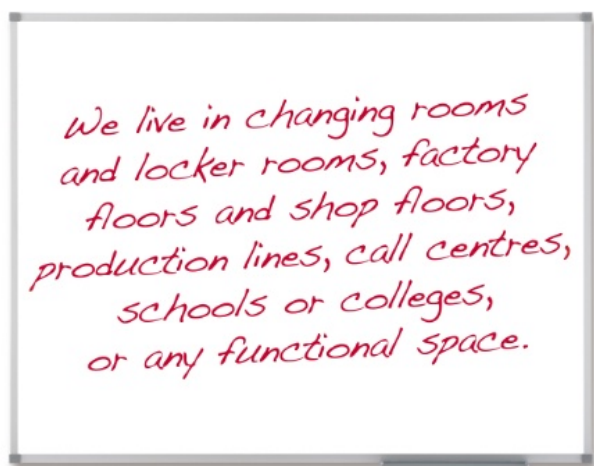 We live in changing rooms
and locker rooms, factory
floors and shop floors,
production lines, call centres,
schools or colleges,
or any functional space.